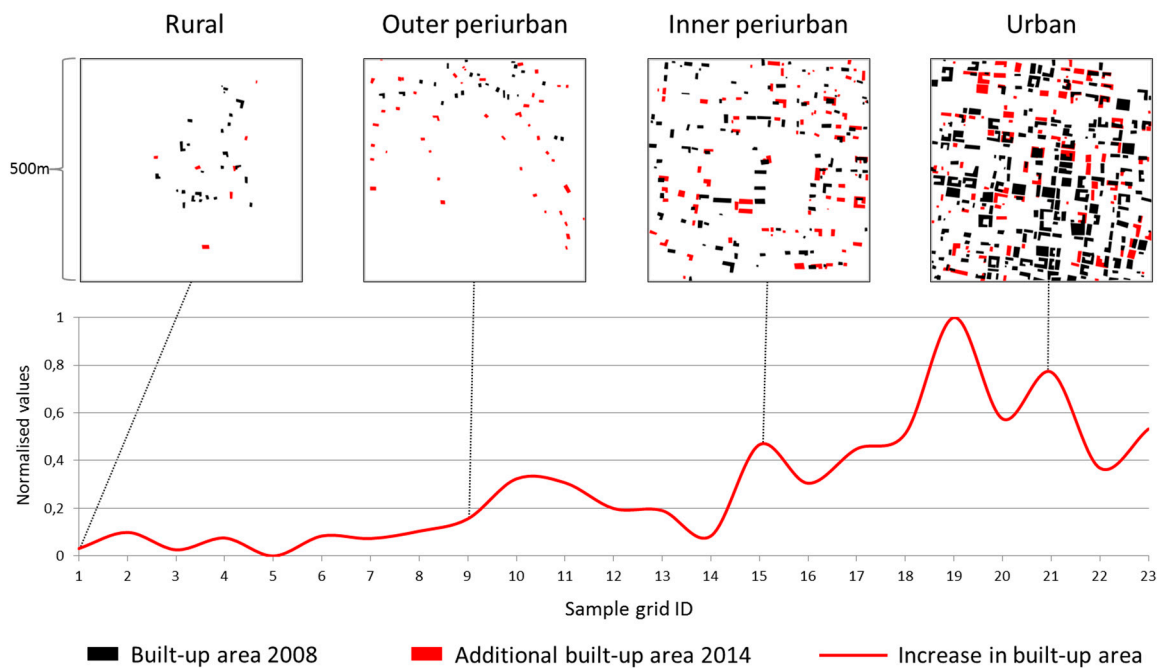 Rural Outer periurban Inner periurban Urban
500m
1
0,8
0,6
0,4
0,2
0
Normalised values
1 2 3 4 5 6 7 8 9 10 11 12 13 14 15 16 17 18 19 20 21 22 23
Sample grid ID
Built-up area 2008 Additional built-up area 2014 Increase in built-up area